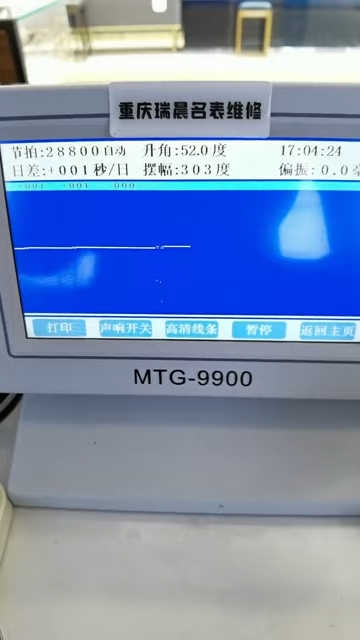 重庆瑞晨名表维修
节拍:28800自动 升角:52.0度 17:04:24
日差:+001秒/日 摆幅:303度 偏振:0.0
+001 +001 000
打印 声响开关 高清线条 暂停 返回主页
MTG-9900